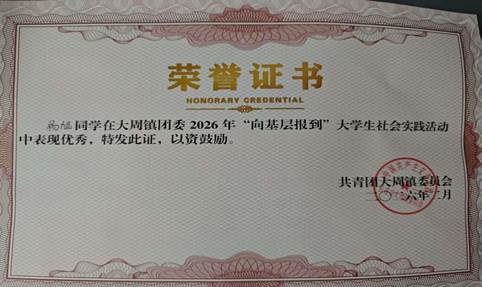 荣誉证书
HONORARY CREDENTIAL
杨旭同学在大周镇团委 2026 年“向基层报到”大学生社会实践活动
中表现优秀，特发此证，以资鼓励。
共青团大周镇委员会
二〇二六年二月